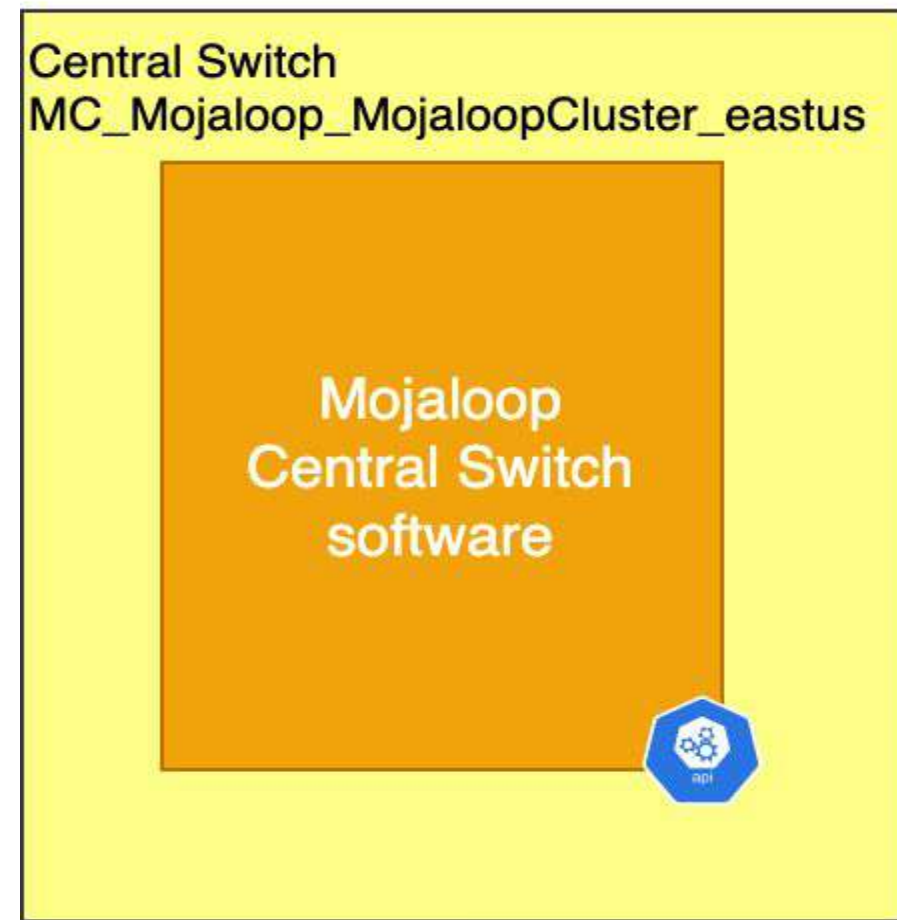 Central Switch
MC_Mojaloop_MojaloopCluster_eastus
Mojaloop
Central Switch
software
api